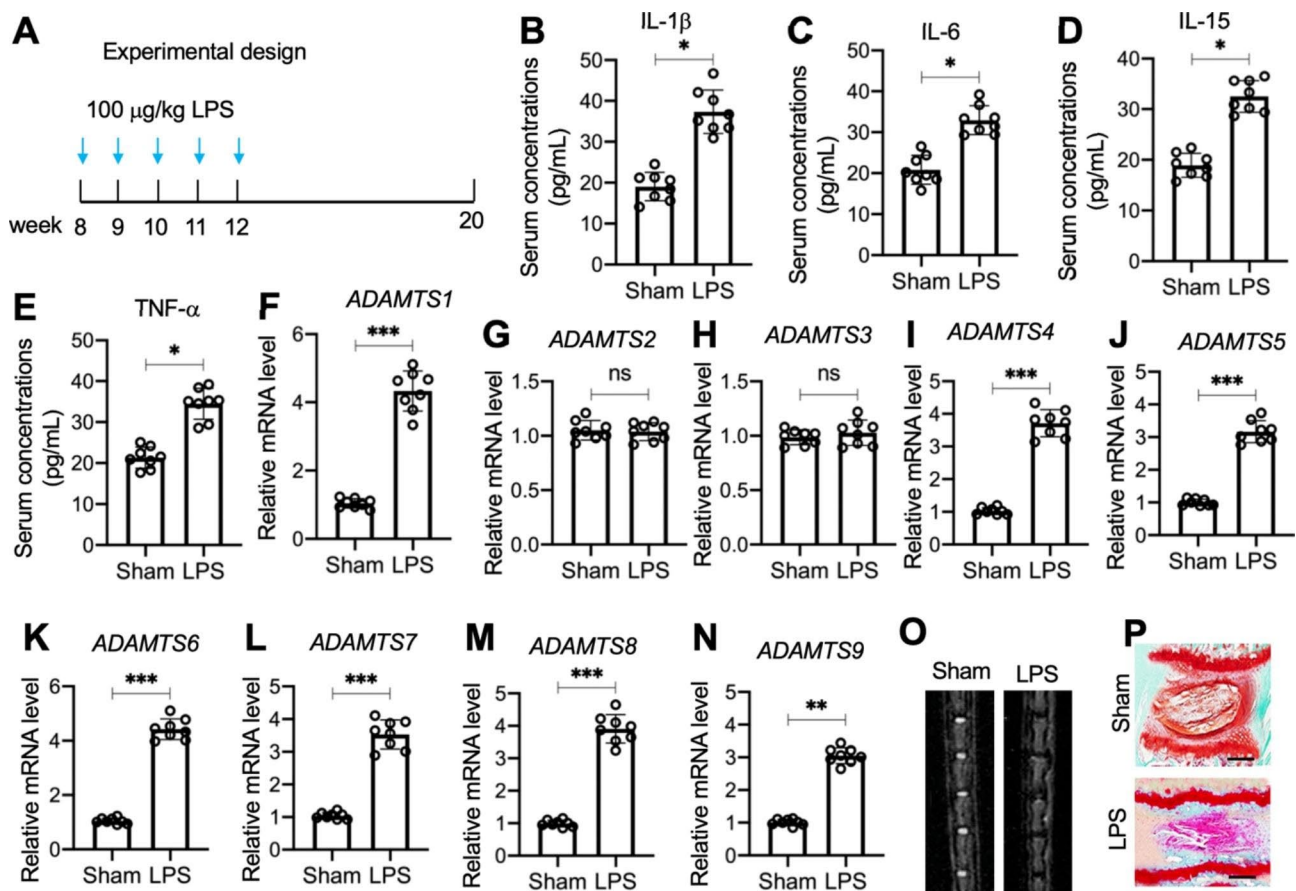 A
Experimental design
100 μg/kg LPS
week 8 9 10 11 12 20
B
IL-1β
Serum concentrations
(pg/mL)
50
40
30
20
10
0
*
Sham LPS
C
IL-6
Serum concentrations
(pg/mL)
50
40
30
20
10
0
*
Sham LPS
D
IL-15
Serum concentrations
(pg/mL)
40
30
20
10
0
*
Sham LPS
E
TNF-α
Serum concentrations
(pg/mL)
50
40
30
20
10
0
*
Sham LPS
F
ADAMTS1
Relative mRNA level
6
4
2
0
***
Sham LPS
G
ADAMTS2
Relative mRNA level
1.5
1.0
0.5
0.0
ns
Sham LPS
H
ADAMTS3
Relative mRNA level
1.5
1.0
0.5
0.0
ns
Sham LPS
I
ADAMTS4
Relative mRNA level
5
4
3
2
1
0
***
Sham LPS
J
ADAMTS5
Relative mRNA level
5
4
3
2
1
0
***
Sham LPS
K
ADAMTS6
Relative mRNA level
6
4
2
0
***
Sham LPS
L
ADAMTS7
Relative mRNA level
5
4
3
2
1
0
***
Sham LPS
M
ADAMTS8
Relative mRNA level
5
4
3
2
1
0
***
Sham LPS
N
ADAMTS9
Relative mRNA level
5
4
3
2
1
0
**
Sham LPS
O
Sham LPS
P
Sham
LPS